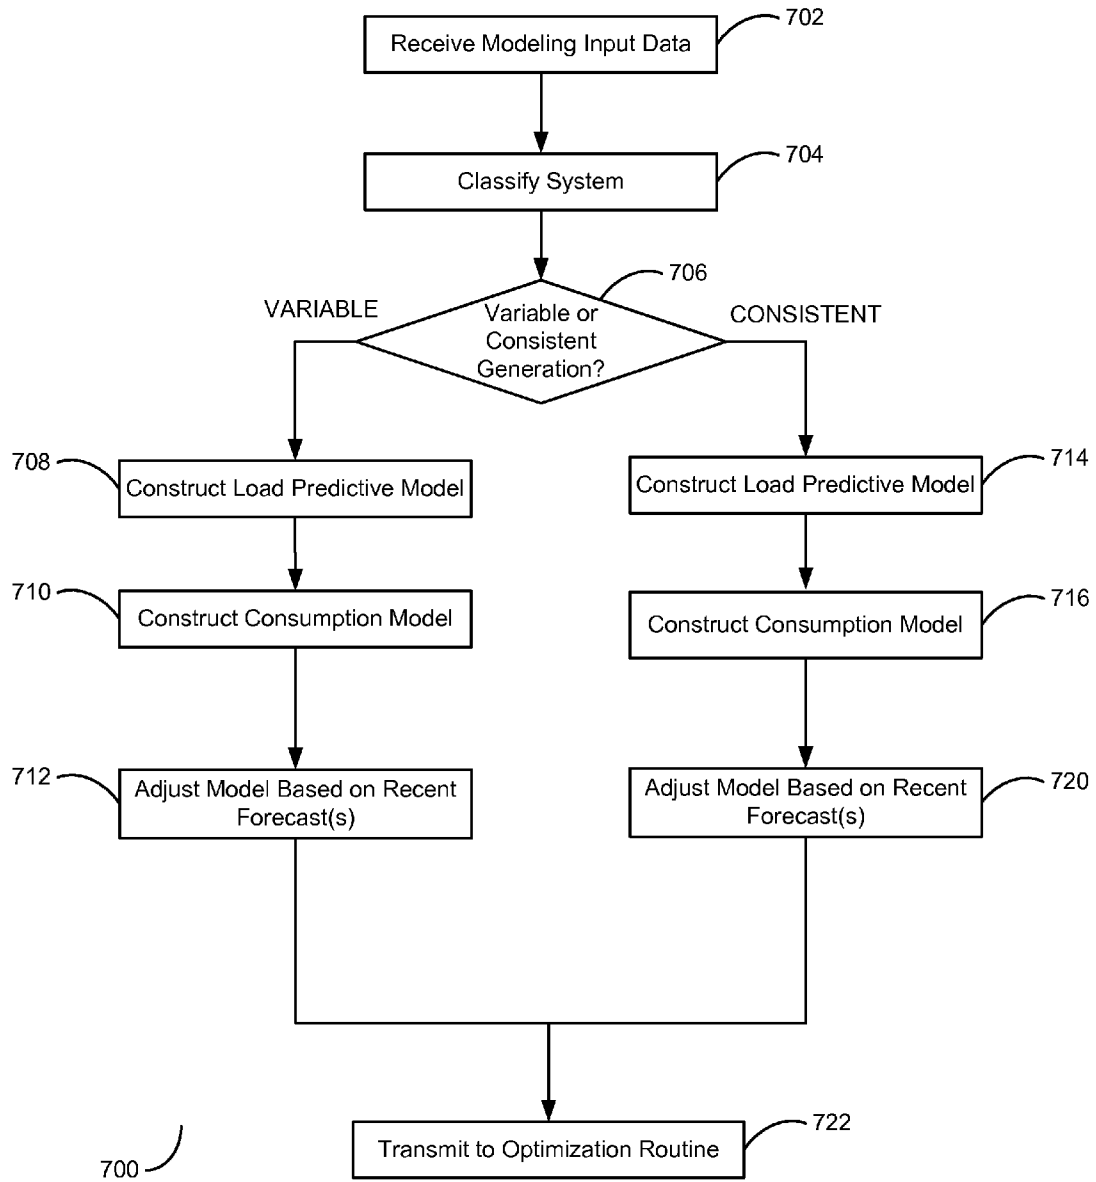 702
Receive Modeling Input Data
704
Classify System
706
VARIABLE
Variable or
Consistent
Generation?
CONSISTENT
708
Construct Load Predictive Model
714
Construct Load Predictive Model
710
Construct Consumption Model
716
Construct Consumption Model
712
Adjust Model Based on Recent
Forecast(s)
720
Adjust Model Based on Recent
Forecast(s)
722
Transmit to Optimization Routine
700